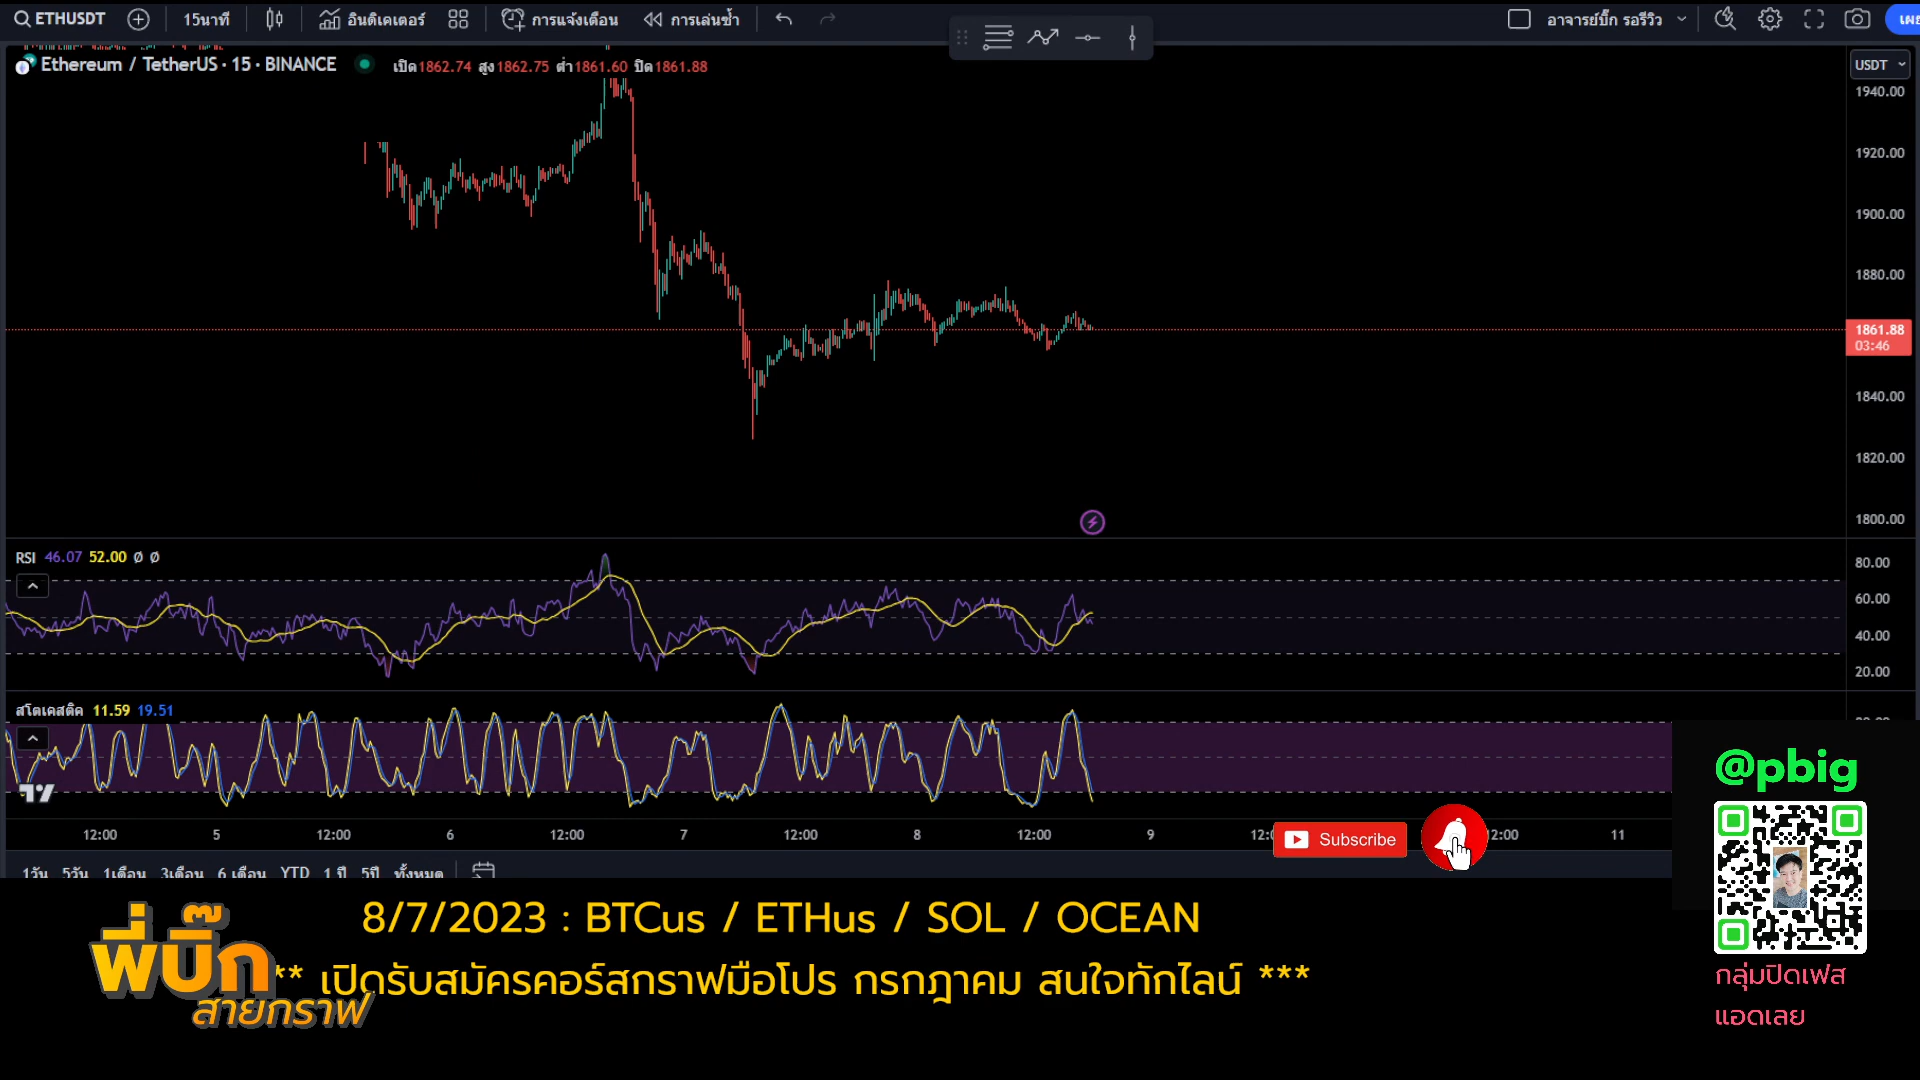 ETHUSDT 15นาที อินดิเคเตอร์ การแจ้งเตือน การเล่นซ้ำ อาจารย์บิ๊ก รอรีวิว
Ethereum / TetherUS · 15 · BINANCE เปิด1862.74 สูง1862.75 ต่ำ1861.60 ปิด1861.88
USDT
1940.00
1920.00
1900.00
1880.00
1861.88
03:46
1840.00
1820.00
1800.00
RSI 46.07 52.00 Ø Ø
80.00
60.00
40.00
20.00
สโตแคสติค 11.59 19.51
12:00 5 12:00 6 12:00 7 12:00 8 12:00 9 12:00 11
Subscribe
1วัน 5วัน 1เดือน 3เดือน 6 เดือน YTD 1 ปี 5ปี ทั้งหมด
@pbig
กลุ่มปิดเฟส
แอดเลย
พี่บิ๊ก
สายกราฟ
8/7/2023 : BTCus / ETHus / SOL / OCEAN
** เปิดรับสมัครคอร์สกราฟมือโปร กรกฎาคม สนใจทักไลน์ ***